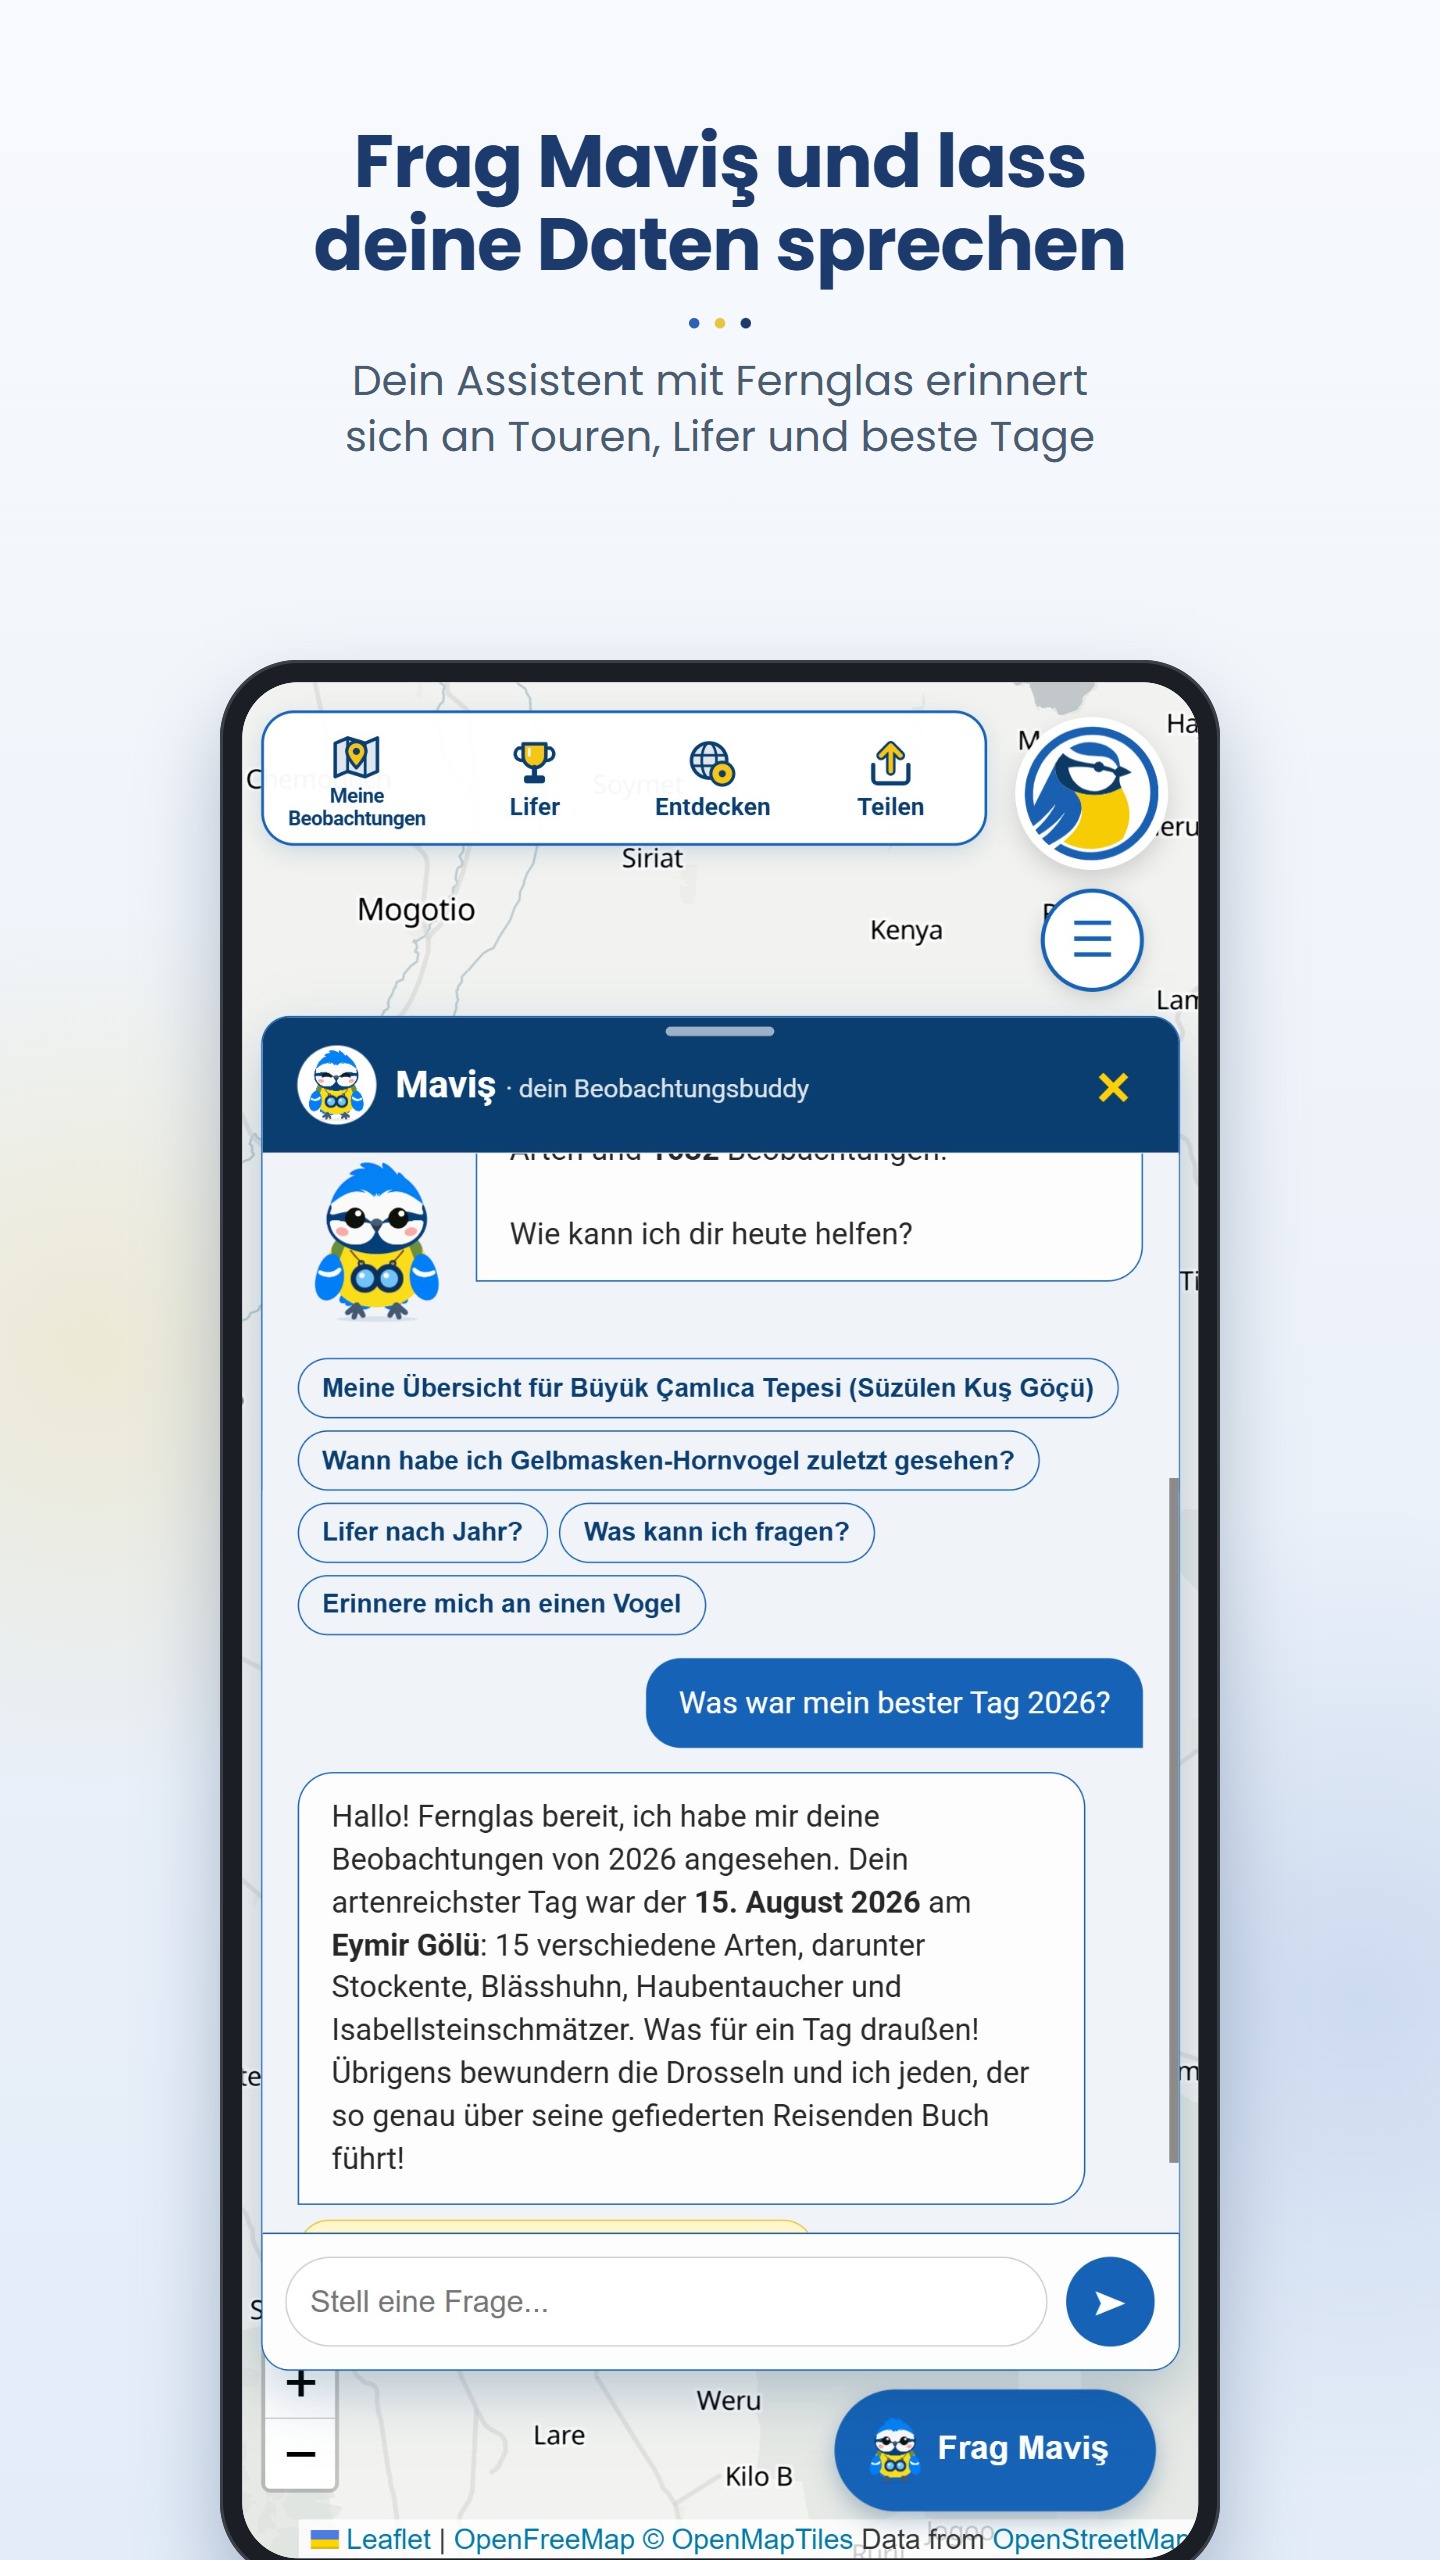 Frag Maviş und lass
deine Daten sprechen
Dein Assistent mit Fernglas erinnert
sich an Touren, Lifer und beste Tage
Meine
Beobachtungen
Lifer
Entdecken
Teilen
Soymet
Siriat
Mogotio
Kenya
Maviş · dein Beobachtungsbuddy
Arten und 1632 Beobachtungen.
Wie kann ich dir heute helfen?
Meine Übersicht für Büyük Çamlıca Tepesi (Süzülen Kuş Göçü)
Wann habe ich Gelbmasken-Hornvogel zuletzt gesehen?
Lifer nach Jahr?
Was kann ich fragen?
Erinnere mich an einen Vogel
Was war mein bester Tag 2026?
Hallo! Fernglas bereit, ich habe mir deine
Beobachtungen von 2026 angesehen. Dein
artenreichster Tag war der 15. August 2026 am
Eymir Gölü: 15 verschiedene Arten, darunter
Stockente, Blässhuhn, Haubentaucher und
Isabellsteinschmätzer. Was für ein Tag draußen!
Übrigens bewundern die Drosseln und ich jeden, der
so genau über seine gefiederten Reisenden Buch
führt!
Stell eine Frage...
+
−
Weru
Lare
Kilo B
Frag Maviş
Leaflet | OpenFreeMap © OpenMapTiles Data from OpenStreetMap